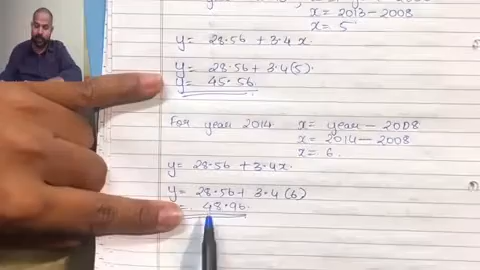 x = 2013 - 2008
x = 5
y = 28.56 + 3.4 x.
y = 28.56 + 3.4 (5).
y = 45.56.
For year 2014 x = year - 2008
x = 2014 - 2008
x = 6.
y = 28.56 + 3.4x.
y = 28.56 + 3.4 (6)
= 48.96.